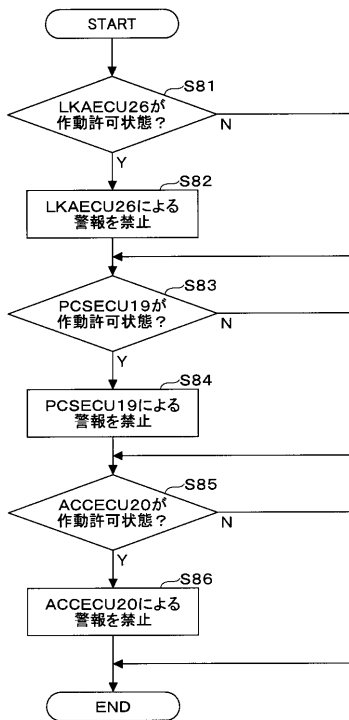 START
S81
LKAECU26が
作動許可状態？
N
Y
S82
LKAECU26による
警報を禁止
S83
PCSECU19が
作動許可状態？
N
Y
S84
PCSECU19による
警報を禁止
S85
ACCECU20が
作動許可状態？
N
Y
S86
ACCECU20による
警報を禁止
END